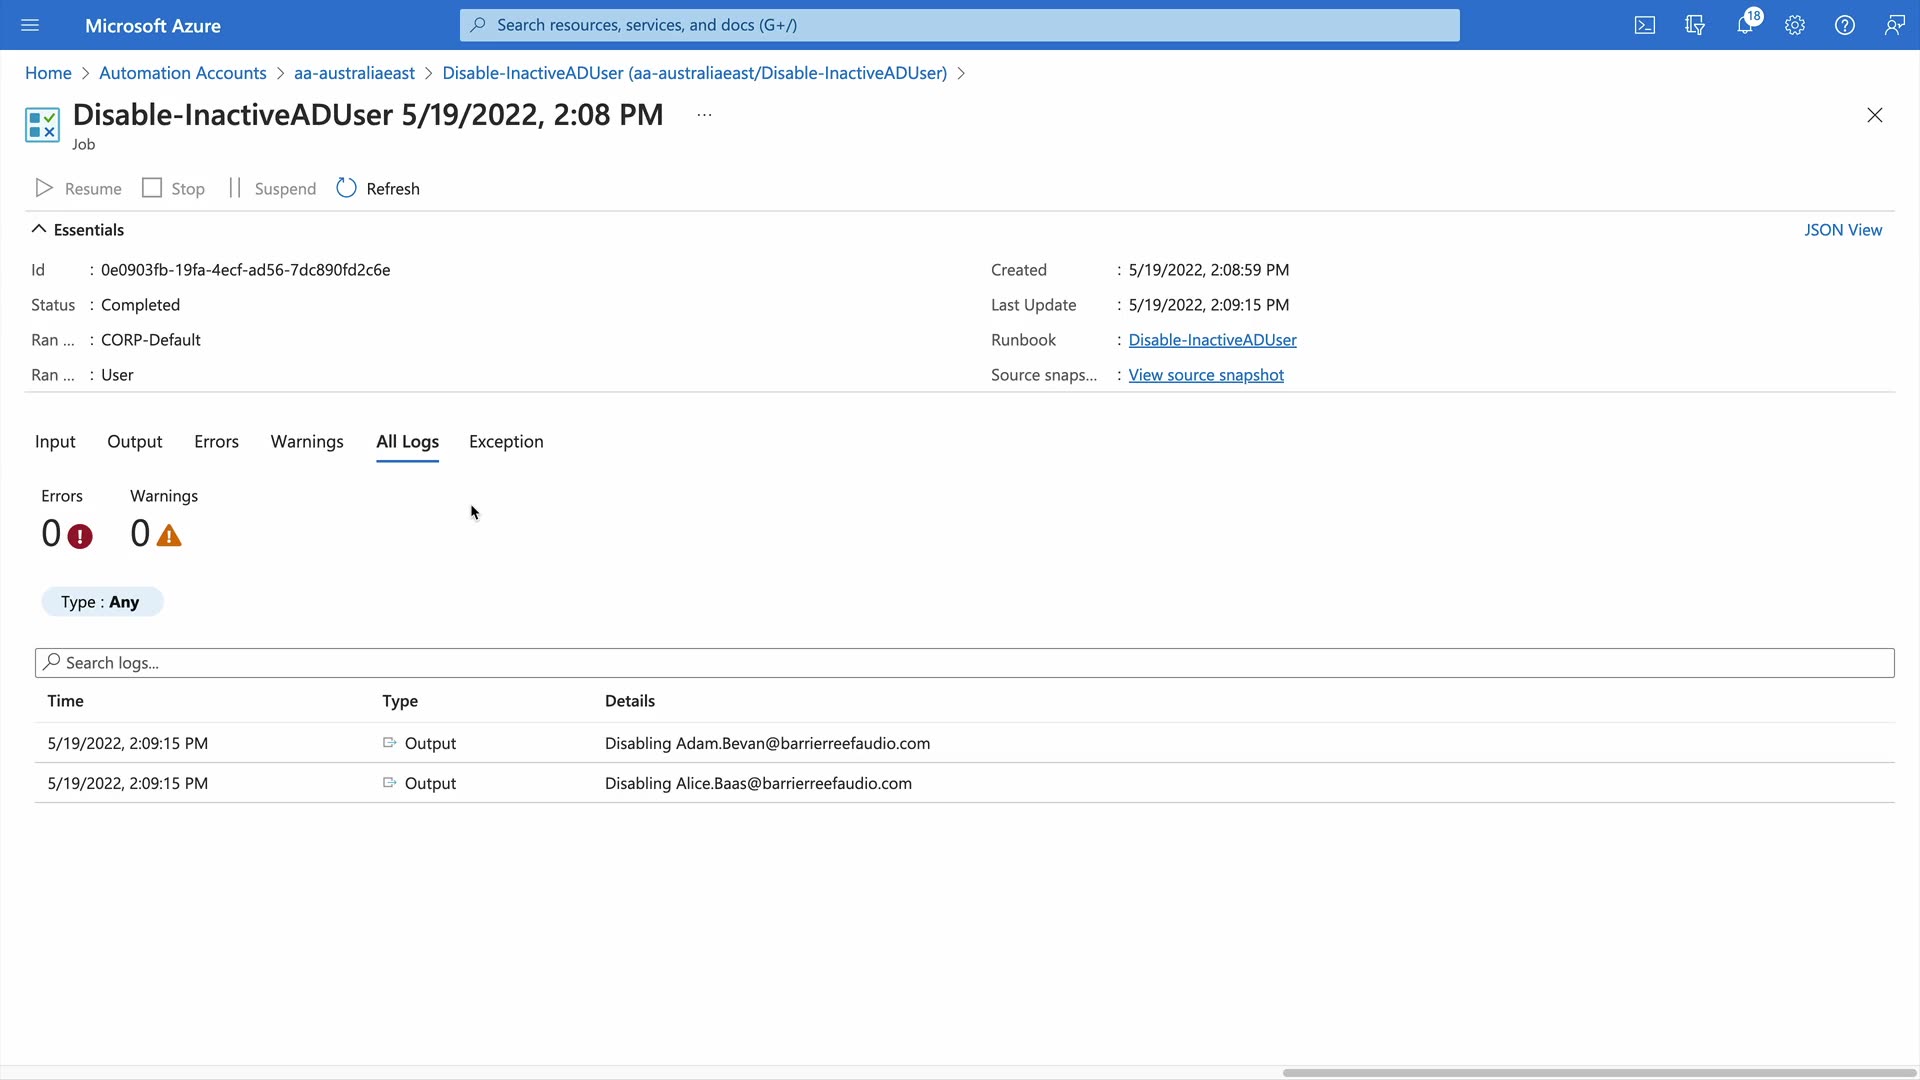 Microsoft Azure
Search resources, services, and docs (G+/)
18
Home > Automation Accounts > aa-australiaeast > Disable-InactiveADUser (aa-australiaeast/Disable-InactiveADUser) >
Disable-InactiveADUser 5/19/2022, 2:08 PM ...
Job
Resume Stop Suspend Refresh
Essentials JSON View
Id : 0e0903fb-19fa-4ecf-ad56-7dc890fd2c6e Created : 5/19/2022, 2:08:59 PM
Status : Completed Last Update : 5/19/2022, 2:09:15 PM
Ran ... : CORP-Default Runbook : Disable-InactiveADUser
Ran ... : User Source snaps... : View source snapshot
Input Output Errors Warnings All Logs Exception
Errors Warnings
0 0
Type : Any
Search logs...
Time Type Details
5/19/2022, 2:09:15 PM Output Disabling Adam.Bevan@barrierreefaudio.com
5/19/2022, 2:09:15 PM Output Disabling Alice.Baas@barrierreefaudio.com